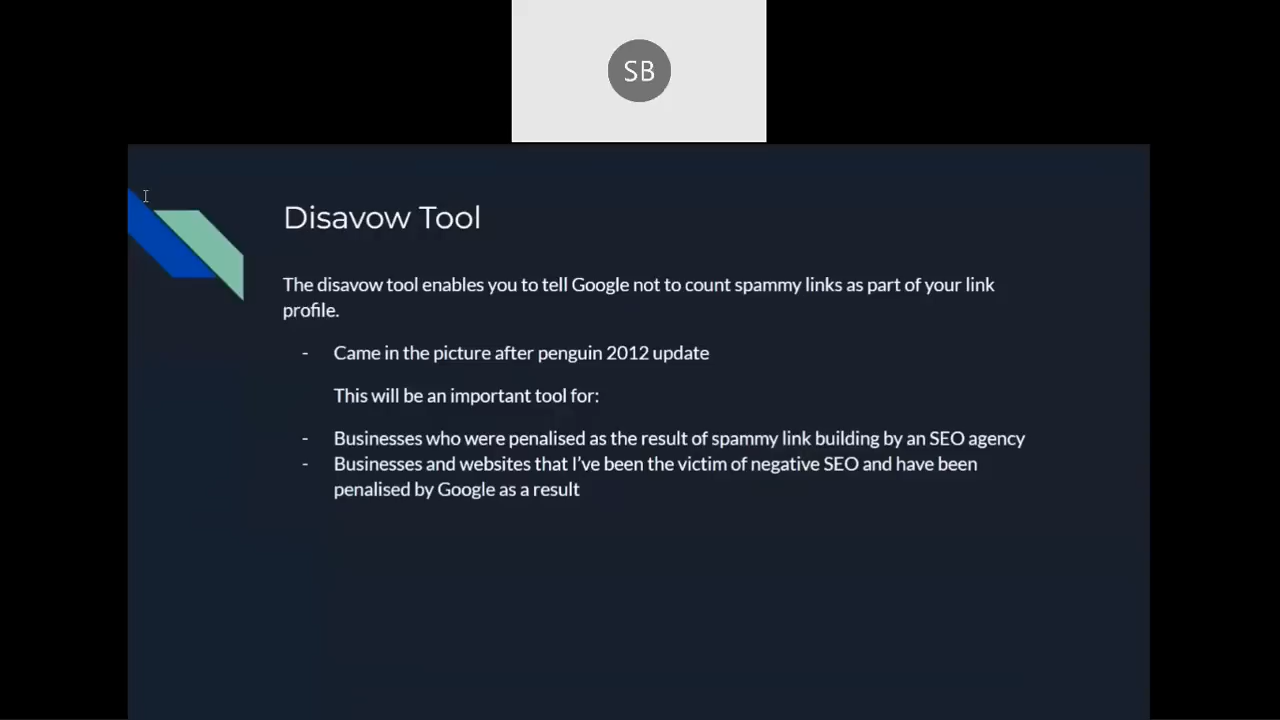 SB
Disavow Tool
The disavow tool enables you to tell Google not to count spammy links as part of your link
profile.
- Came in the picture after penguin 2012 update
This will be an important tool for:
- Businesses who were penalised as the result of spammy link building by an SEO agency
- Businesses and websites that I’ve been the victim of negative SEO and have been
penalised by Google as a result